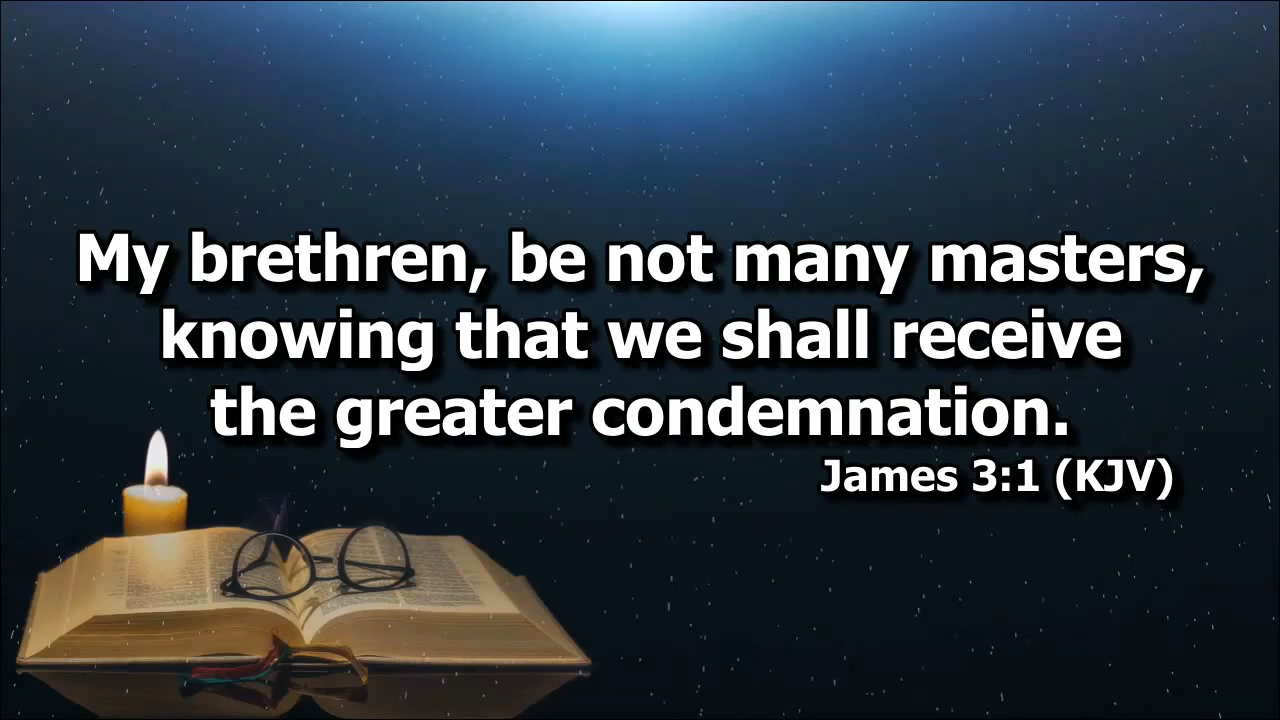 My brethren, be not many masters,
knowing that we shall receive
the greater condemnation.
James 3:1 (KJV)